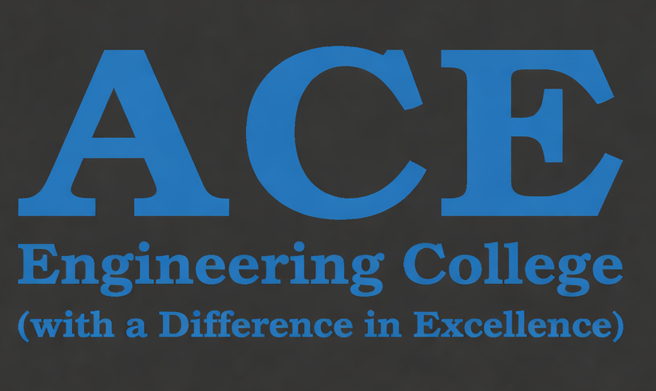 ACE
Engineering College
(with a Difference in Excellence)